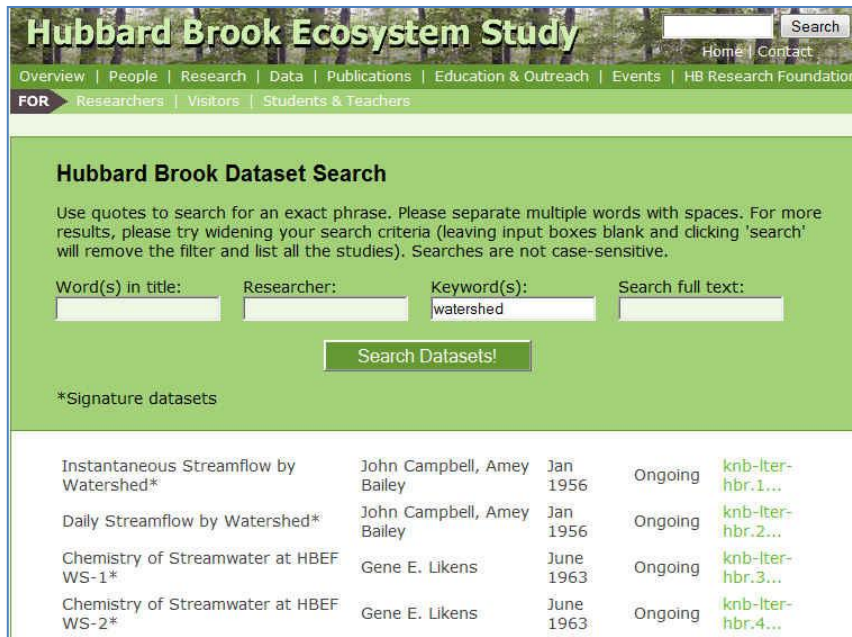 Hubbard Brook Ecosystem Study
Search
Home | Contact
Overview | People | Research | Data | Publications | Education & Outreach | Events | HB Research Foundation
FOR Researchers | Visitors | Students & Teachers
Hubbard Brook Dataset Search
Use quotes to search for an exact phrase. Please separate multiple words with spaces. For more
results, please try widening your search criteria (leaving input boxes blank and clicking 'search'
will remove the filter and list all the studies). Searches are not case-sensitive.
Word(s) in title: Researcher: Keyword(s): Search full text:
watershed
Search Datasets!
*Signature datasets
Instantaneous Streamflow by John Campbell, Amey Jan knb-lter-
Watershed* Bailey 1956 Ongoing hbr.1...
Daily Streamflow by Watershed* John Campbell, Amey Jan Ongoing knb-lter-
Bailey 1956 hbr.2...
Chemistry of Streamwater at HBEF Gene E. Likens June Ongoing knb-lter-
WS-1* 1963 hbr.3...
Chemistry of Streamwater at HBEF Gene E. Likens June Ongoing knb-lter-
WS-2* 1963 hbr.4...